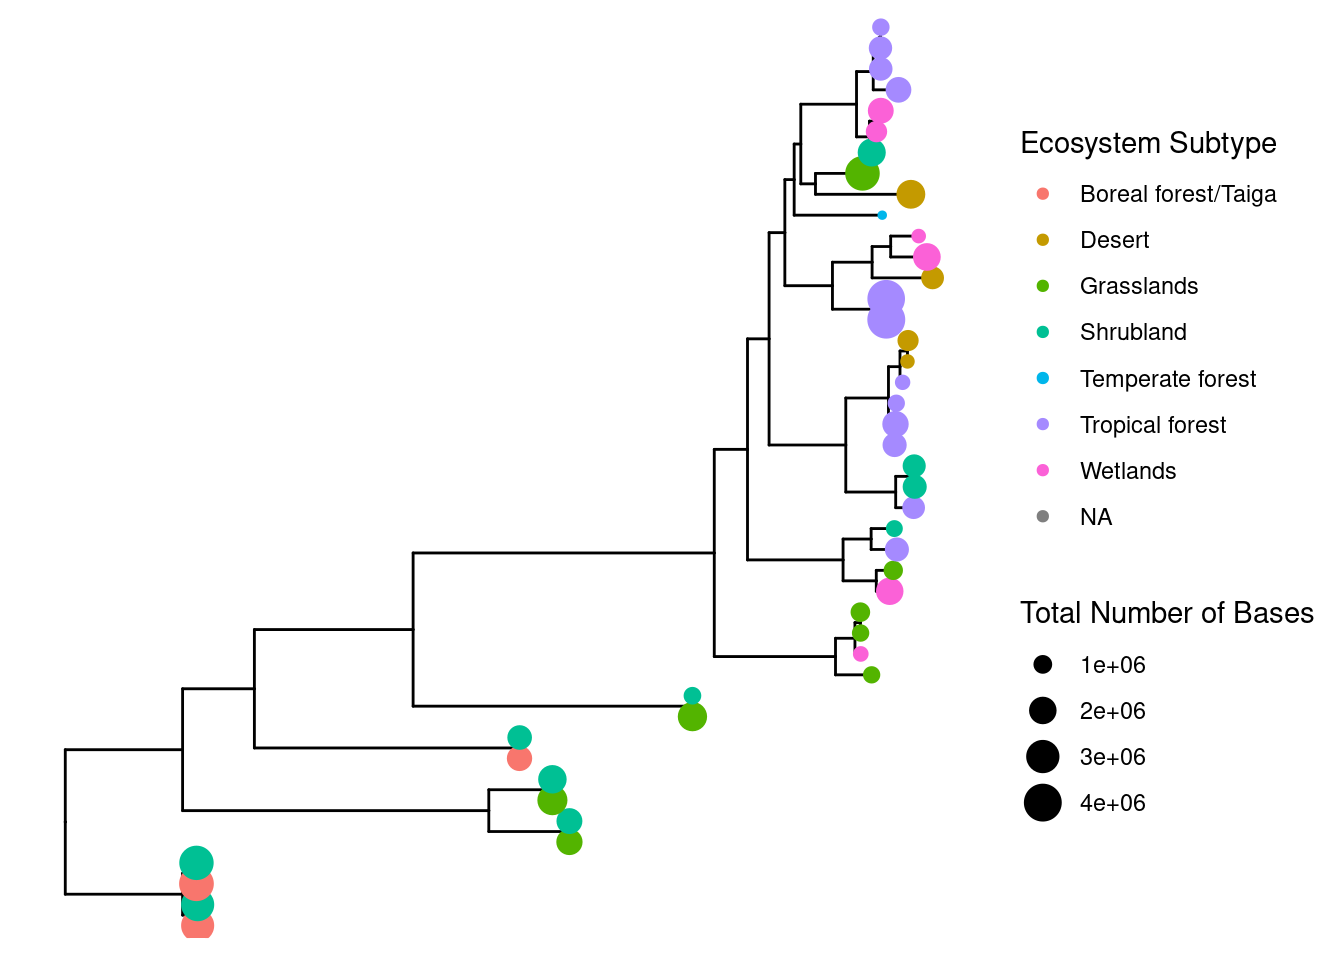 Ecosystem Subtype
Boreal forest/Taiga
Desert
Grasslands
Shrubland
Temperate forest
Tropical forest
Wetlands
NA
Total Number of Bases
1e+06
2e+06
3e+06
4e+06